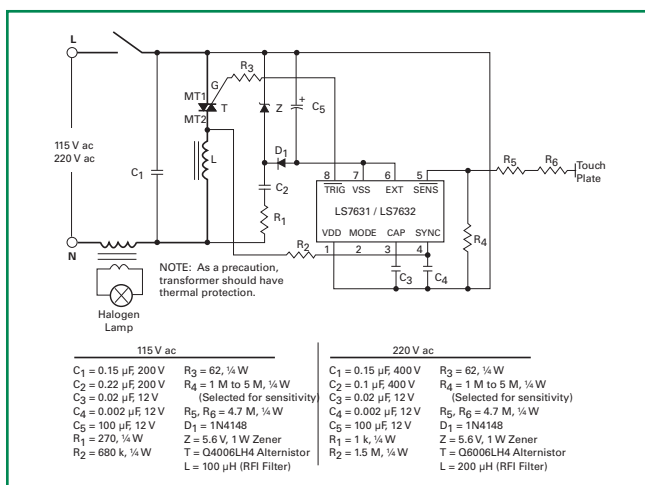 L
115 V ac
220 V ac
N
C1
MT1
G
T
MT2
L
R3
Z
C5
+
D1
C2
R1
R2
8 7 6 5
TRIG VSS EXT SENS
LS7631 / LS7632
VDD MODE CAP SYNC
1 2 3 4
C3
C4
R4
R5
R6
Touch
Plate
NOTE: As a precaution,
transformer should have
thermal protection.
Halogen
Lamp
115 V ac
C1 = 0.15 µF, 200 V
C2 = 0.22 µF, 200 V
C3 = 0.02 µF, 12 V
C4 = 0.002 µF, 12 V
C5 = 100 µF, 12 V
R1 = 270, ¼ W
R2 = 680 k, ¼ W
R3 = 62, ¼ W
R4 = 1 M to 5 M, ¼ W
(Selected for sensitivity)
R5, R6 = 4.7 M, ¼ W
D1 = 1N4148
Z = 5.6 V, 1 W Zener
T = Q4006LH4 Alternistor
L = 100 µH (RFI Filter)
220 V ac
C1 = 0.15 µF, 400 V
C2 = 0.1 µF, 400 V
C3 = 0.02 µF, 12 V
C4 = 0.002 µF, 12 V
C5 = 100 µF, 12 V
R1 = 1 k, ¼ W
R2 = 1.5 M, ¼ W
R3 = 62, ¼ W
R4 = 1 M to 5 M, ¼ W
(Selected for sensitivity)
R5, R6 = 4.7 M, ¼ W
D1 = 1N4148
Z = 5.6 V, 1 W Zener
T = Q6006LH4 Alternistor
L = 200 µH (RFI Filter)